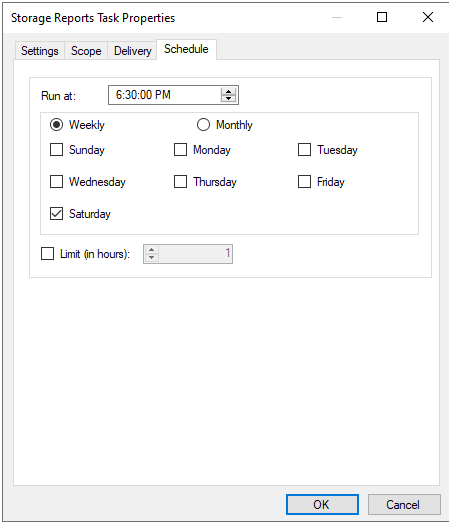 Storage Reports Task Properties
Settings Scope Delivery Schedule
Run at: 6:30:00 PM
Weekly Monthly
Sunday Monday Tuesday
Wednesday Thursday Friday
Saturday
Limit (in hours): 1
OK Cancel